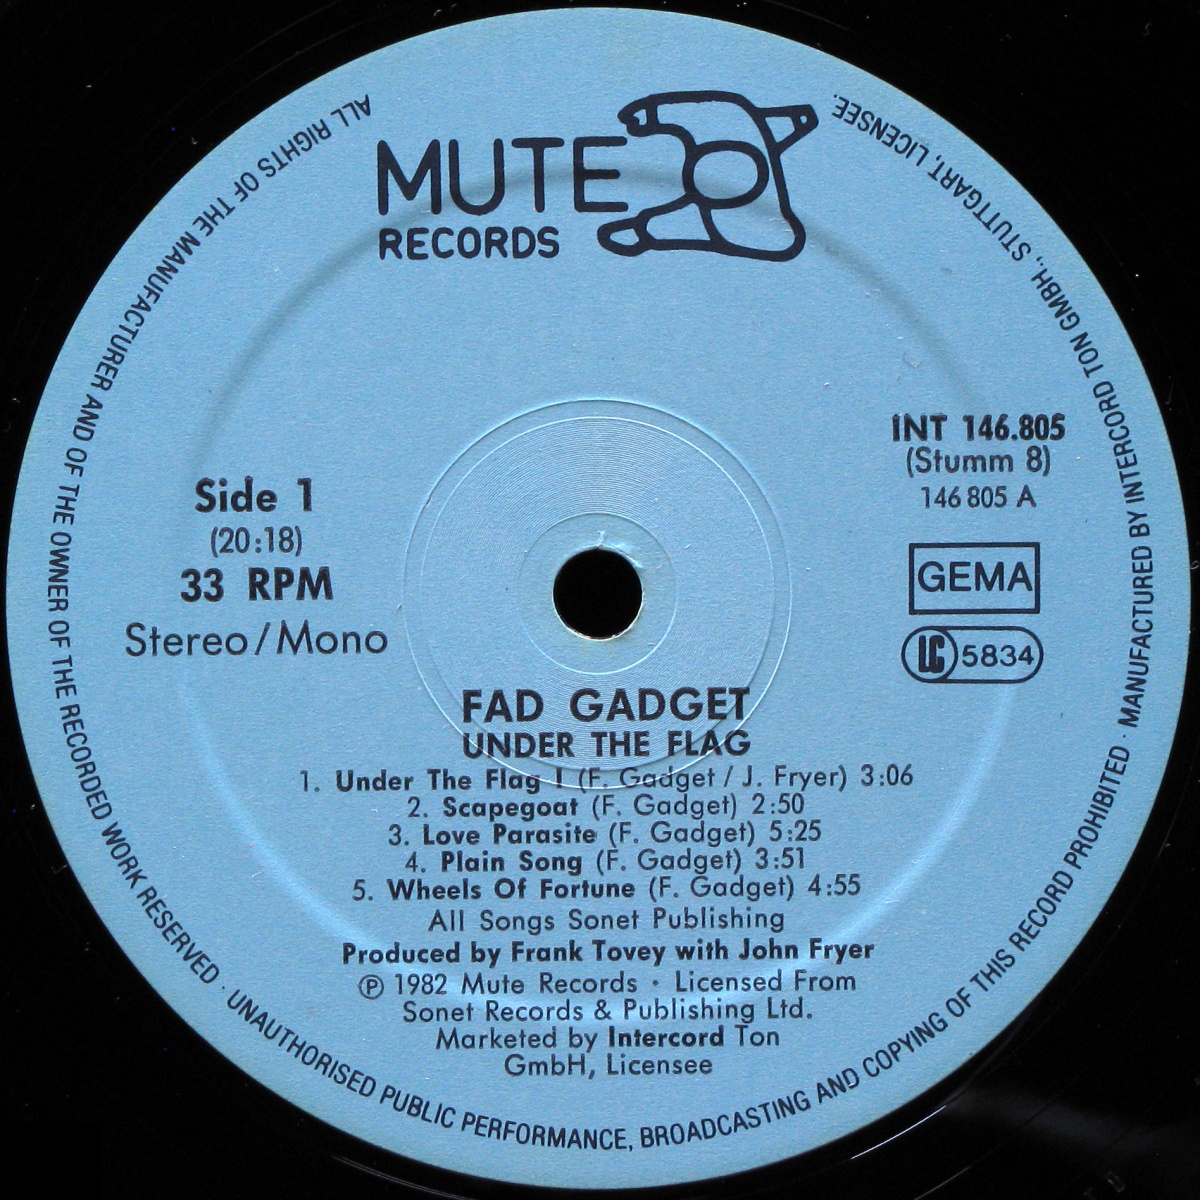 MUTE
RECORDS
INT 146.805
(Stumm 8)
146 805 A
GEMA
LC 5834
Side 1
(20:18)
33 RPM
Stereo/Mono
FAD GADGET
UNDER THE FLAG
1. Under The Flag I (F. Gadget / J. Fryer) 3:06
2. Scapegoat (F. Gadget) 2:50
3. Love Parasite (F. Gadget) 5:25
4. Plain Song (F. Gadget) 3:51
5. Wheels Of Fortune (F. Gadget) 4:55
All Songs Sonet Publishing
Produced by Frank Tovey with John Fryer
℗ 1982 Mute Records · Licensed From
Sonet Records & Publishing Ltd.
Marketed by Intercord Ton
GmbH, Licensee
ALL RIGHTS OF THE MANUFACTURER AND OF THE OWNER OF THE RECORDED WORK RESERVED · UNAUTHORISED PUBLIC PERFORMANCE, BROADCASTING AND COPYING OF THIS RECORD PROHIBITED · MANUFACTURED BY INTERCORD TON GMBH., STUTTGART, LICENSEE.